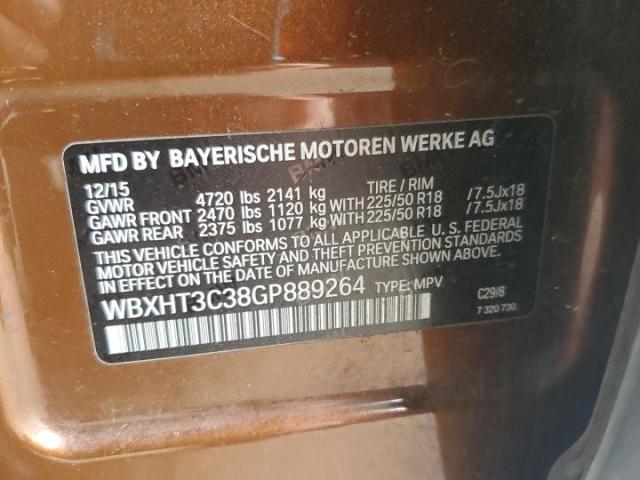 MFD BY BAYERISCHE MOTOREN WERKE AG
12/15
GVWR 4720 lbs 2141 kg TIRE / RIM
GAWR FRONT 2470 lbs 1120 kg WITH 225/50 R18 /7.5Jx18
GAWR REAR 2375 lbs 1077 kg WITH 225/50 R18 /7.5Jx18
THIS VEHICLE CONFORMS TO ALL APPLICABLE U. S. FEDERAL
MOTOR VEHICLE SAFETY AND THEFT PREVENTION STANDARDS
IN EFFECT ON THE DATE OF MANUFACTURE SHOWN ABOVE.
WBXHT3C38GP889264 TYPE: MPV C29/8
7 320 730